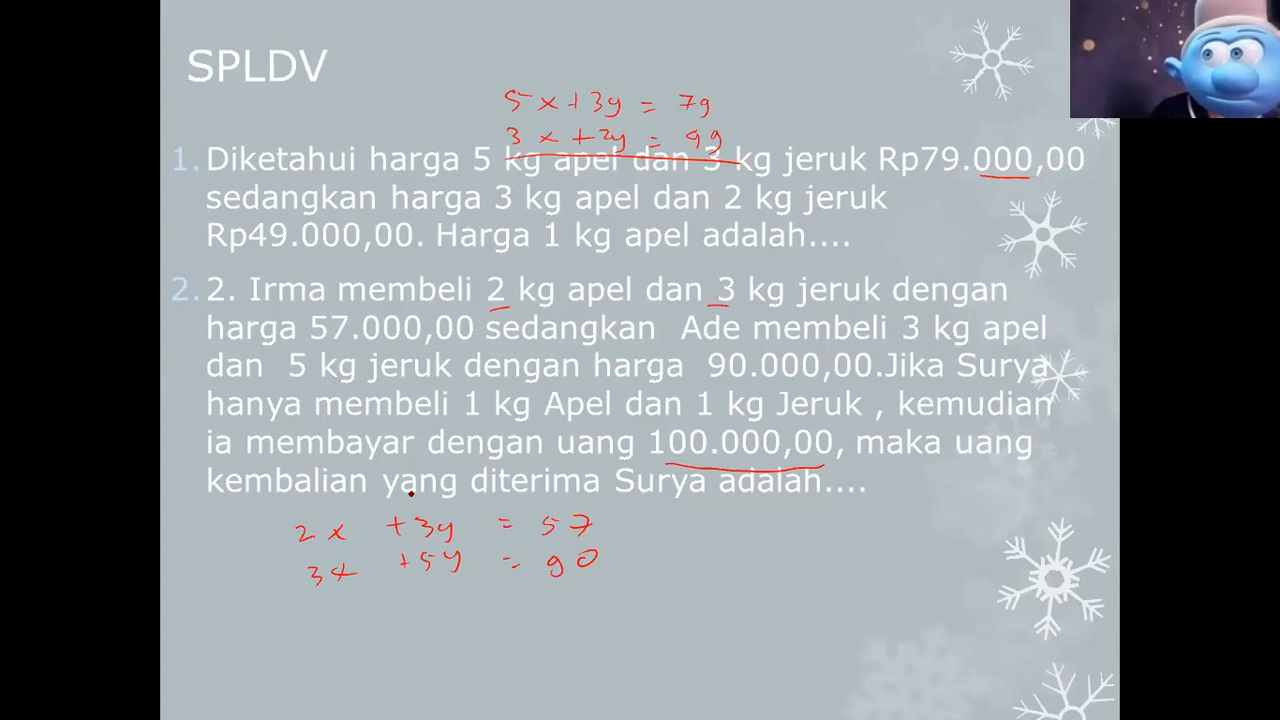 SPLDV
5x+3y = 79
3x+2y = 49
1. Diketahui harga 5 kg apel dan 3 kg jeruk Rp79.000,00
sedangkan harga 3 kg apel dan 2 kg jeruk
Rp49.000,00. Harga 1 kg apel adalah....
2. 2. Irma membeli 2 kg apel dan 3 kg jeruk dengan
harga 57.000,00 sedangkan Ade membeli 3 kg apel
dan 5 kg jeruk dengan harga 90.000,00.Jika Surya
hanya membeli 1 kg Apel dan 1 kg Jeruk , kemudian
ia membayar dengan uang 100.000,00, maka uang
kembalian yang diterima Surya adalah....
2x +3y = 57
3x +5y = 90